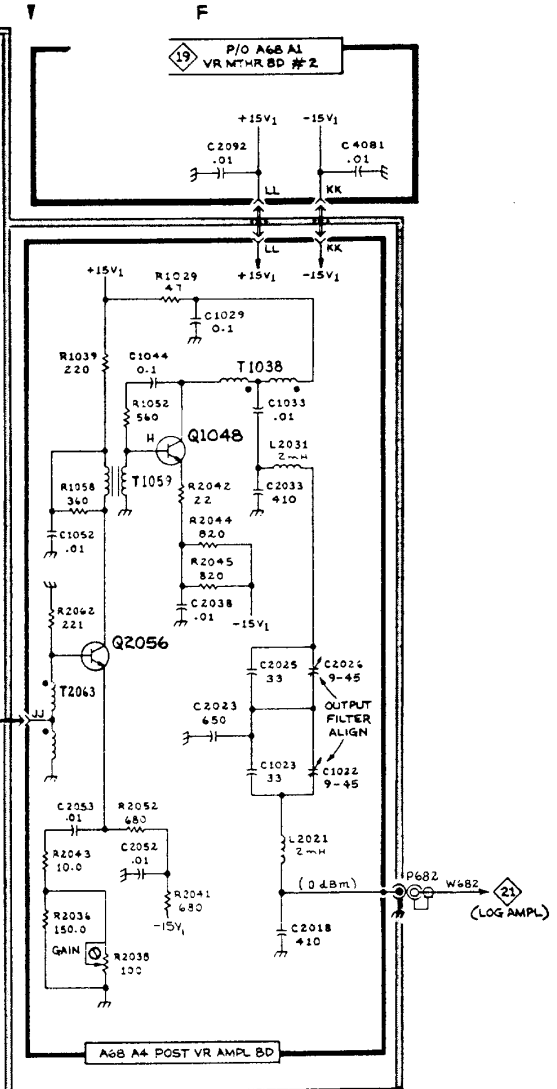 F
19
P/O A68 A1
VR MTHR BD #2
+15V1
-15V1
C2092
.01
C4081
.01
LL
KK
LL
KK
+15V1
+15V1
-15V1
R1029
47
C1029
0.1
R1039
220
C1044
0.1
T1038
R1052
560
C1033
.01
H
Q1048
L2031
2mH
R1058
360
T1059
R2042
22
C2033
410
R2044
820
C1052
.01
R2045
820
C2038
.01
-15V1
R2062
221
Q2056
C2025
33
C2026
9-45
T2063
JJ
C2023
650
OUTPUT
FILTER
ALIGN
C1023
33
C1022
9-45
C2053
.01
R2052
680
L2021
2mH
C2052
.01
R2043
10.0
P682
W682
21
(LOG AMPL)
(0 dBm)
R2041
680
R2036
150.0
-15V1
GAIN
R2035
100
C2018
410
A68 A4 POST VR AMPL BD